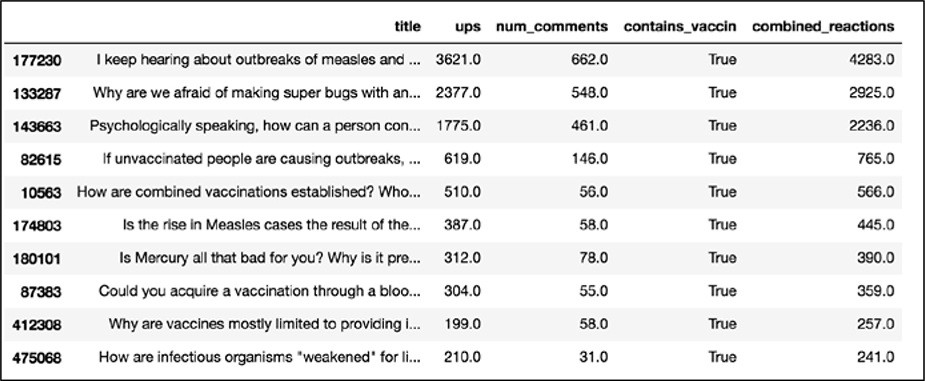 title ups num_comments contains_vaccin combined_reactions
177230 I keep hearing about outbreaks of measles and ... 3621.0 662.0 True 4283.0
133287 Why are we afraid of making super bugs with an... 2377.0 548.0 True 2925.0
143663 Psychologically speaking, how can a person con... 1775.0 461.0 True 2236.0
82615 If unvaccinated people are causing outbreaks, ... 619.0 146.0 True 765.0
10563 How are combined vaccinations established? Who... 510.0 56.0 True 566.0
174803 Is the rise in Measles cases the result of the... 387.0 58.0 True 445.0
180101 Is Mercury all that bad for you? Why is it pre... 312.0 78.0 True 390.0
87383 Could you acquire a vaccination through a bloo... 304.0 55.0 True 359.0
412308 Why are vaccines mostly limited to providing i... 199.0 58.0 True 257.0
475068 How are infectious organisms "weakened" for li... 210.0 31.0 True 241.0